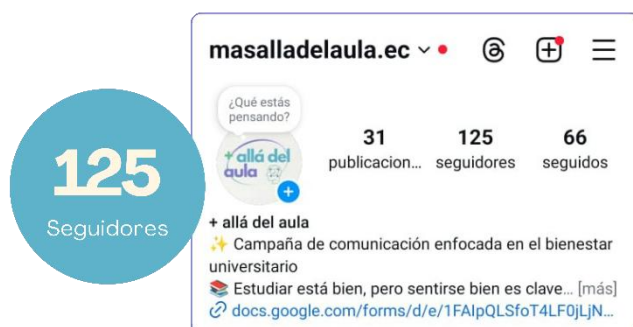 125
Seguidores
masalladelaula.ec
¿Qué estás
pensando?
+ allá del
aula
31 125 66
publicacion... seguidores seguidos
+ allá del aula
✨ Campaña de comunicación enfocada en el bienestar
universitario
📚 Estudiar está bien, pero sentirse bien es clave... [más]
docs.google.com/forms/d/e/1FAIpQLSfoT4LF0jLjN...